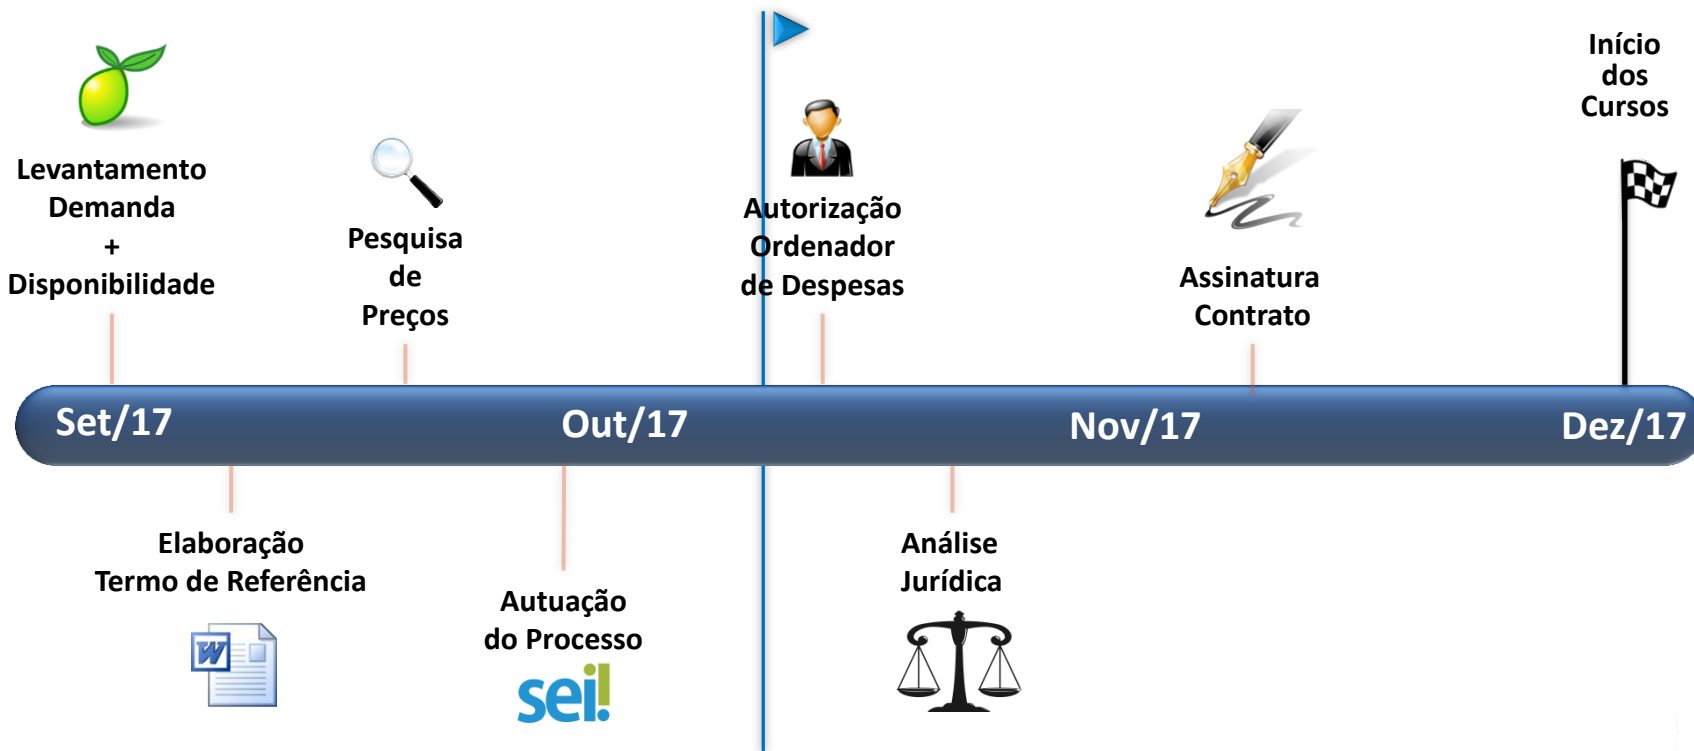 Levantamento
Demanda
+
Disponibilidade
Pesquisa
de
Preços
Autorização
Ordenador
de Despesas
Assinatura
Contrato
Início
dos
Cursos
Set/17
Out/17
Nov/17
Dez/17
Elaboração
Termo de Referência
W
Autuação
do Processo
sei!
Análise
Jurídica